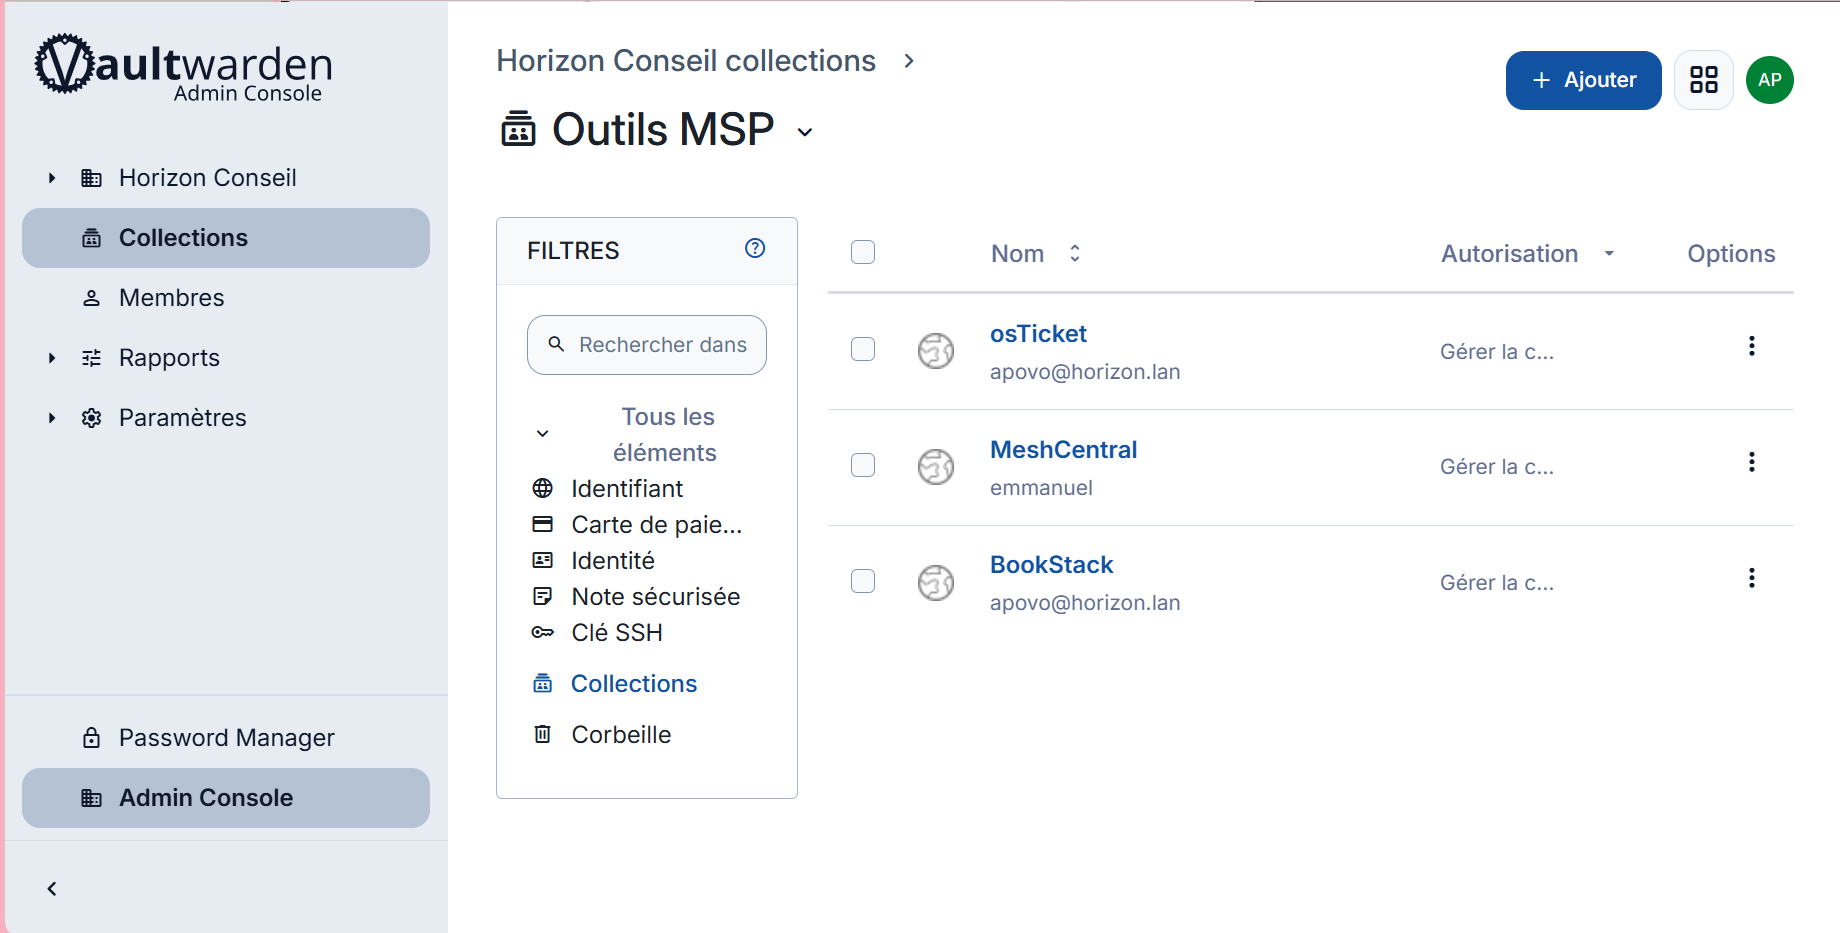 Vaultwarden
Admin Console
Horizon Conseil
Collections
Membres
Rapports
Paramètres
Password Manager
Admin Console
Horizon Conseil collections
Outils MSP
Ajouter
AP
FILTRES
Rechercher dans
Tous les
éléments
Identifiant
Carte de paie...
Identité
Note sécurisée
Clé SSH
Collections
Corbeille
Nom Autorisation Options
osTicket
apovo@horizon.lan
Gérer la c...
MeshCentral
emmanuel
Gérer la c...
BookStack
apovo@horizon.lan
Gérer la c...